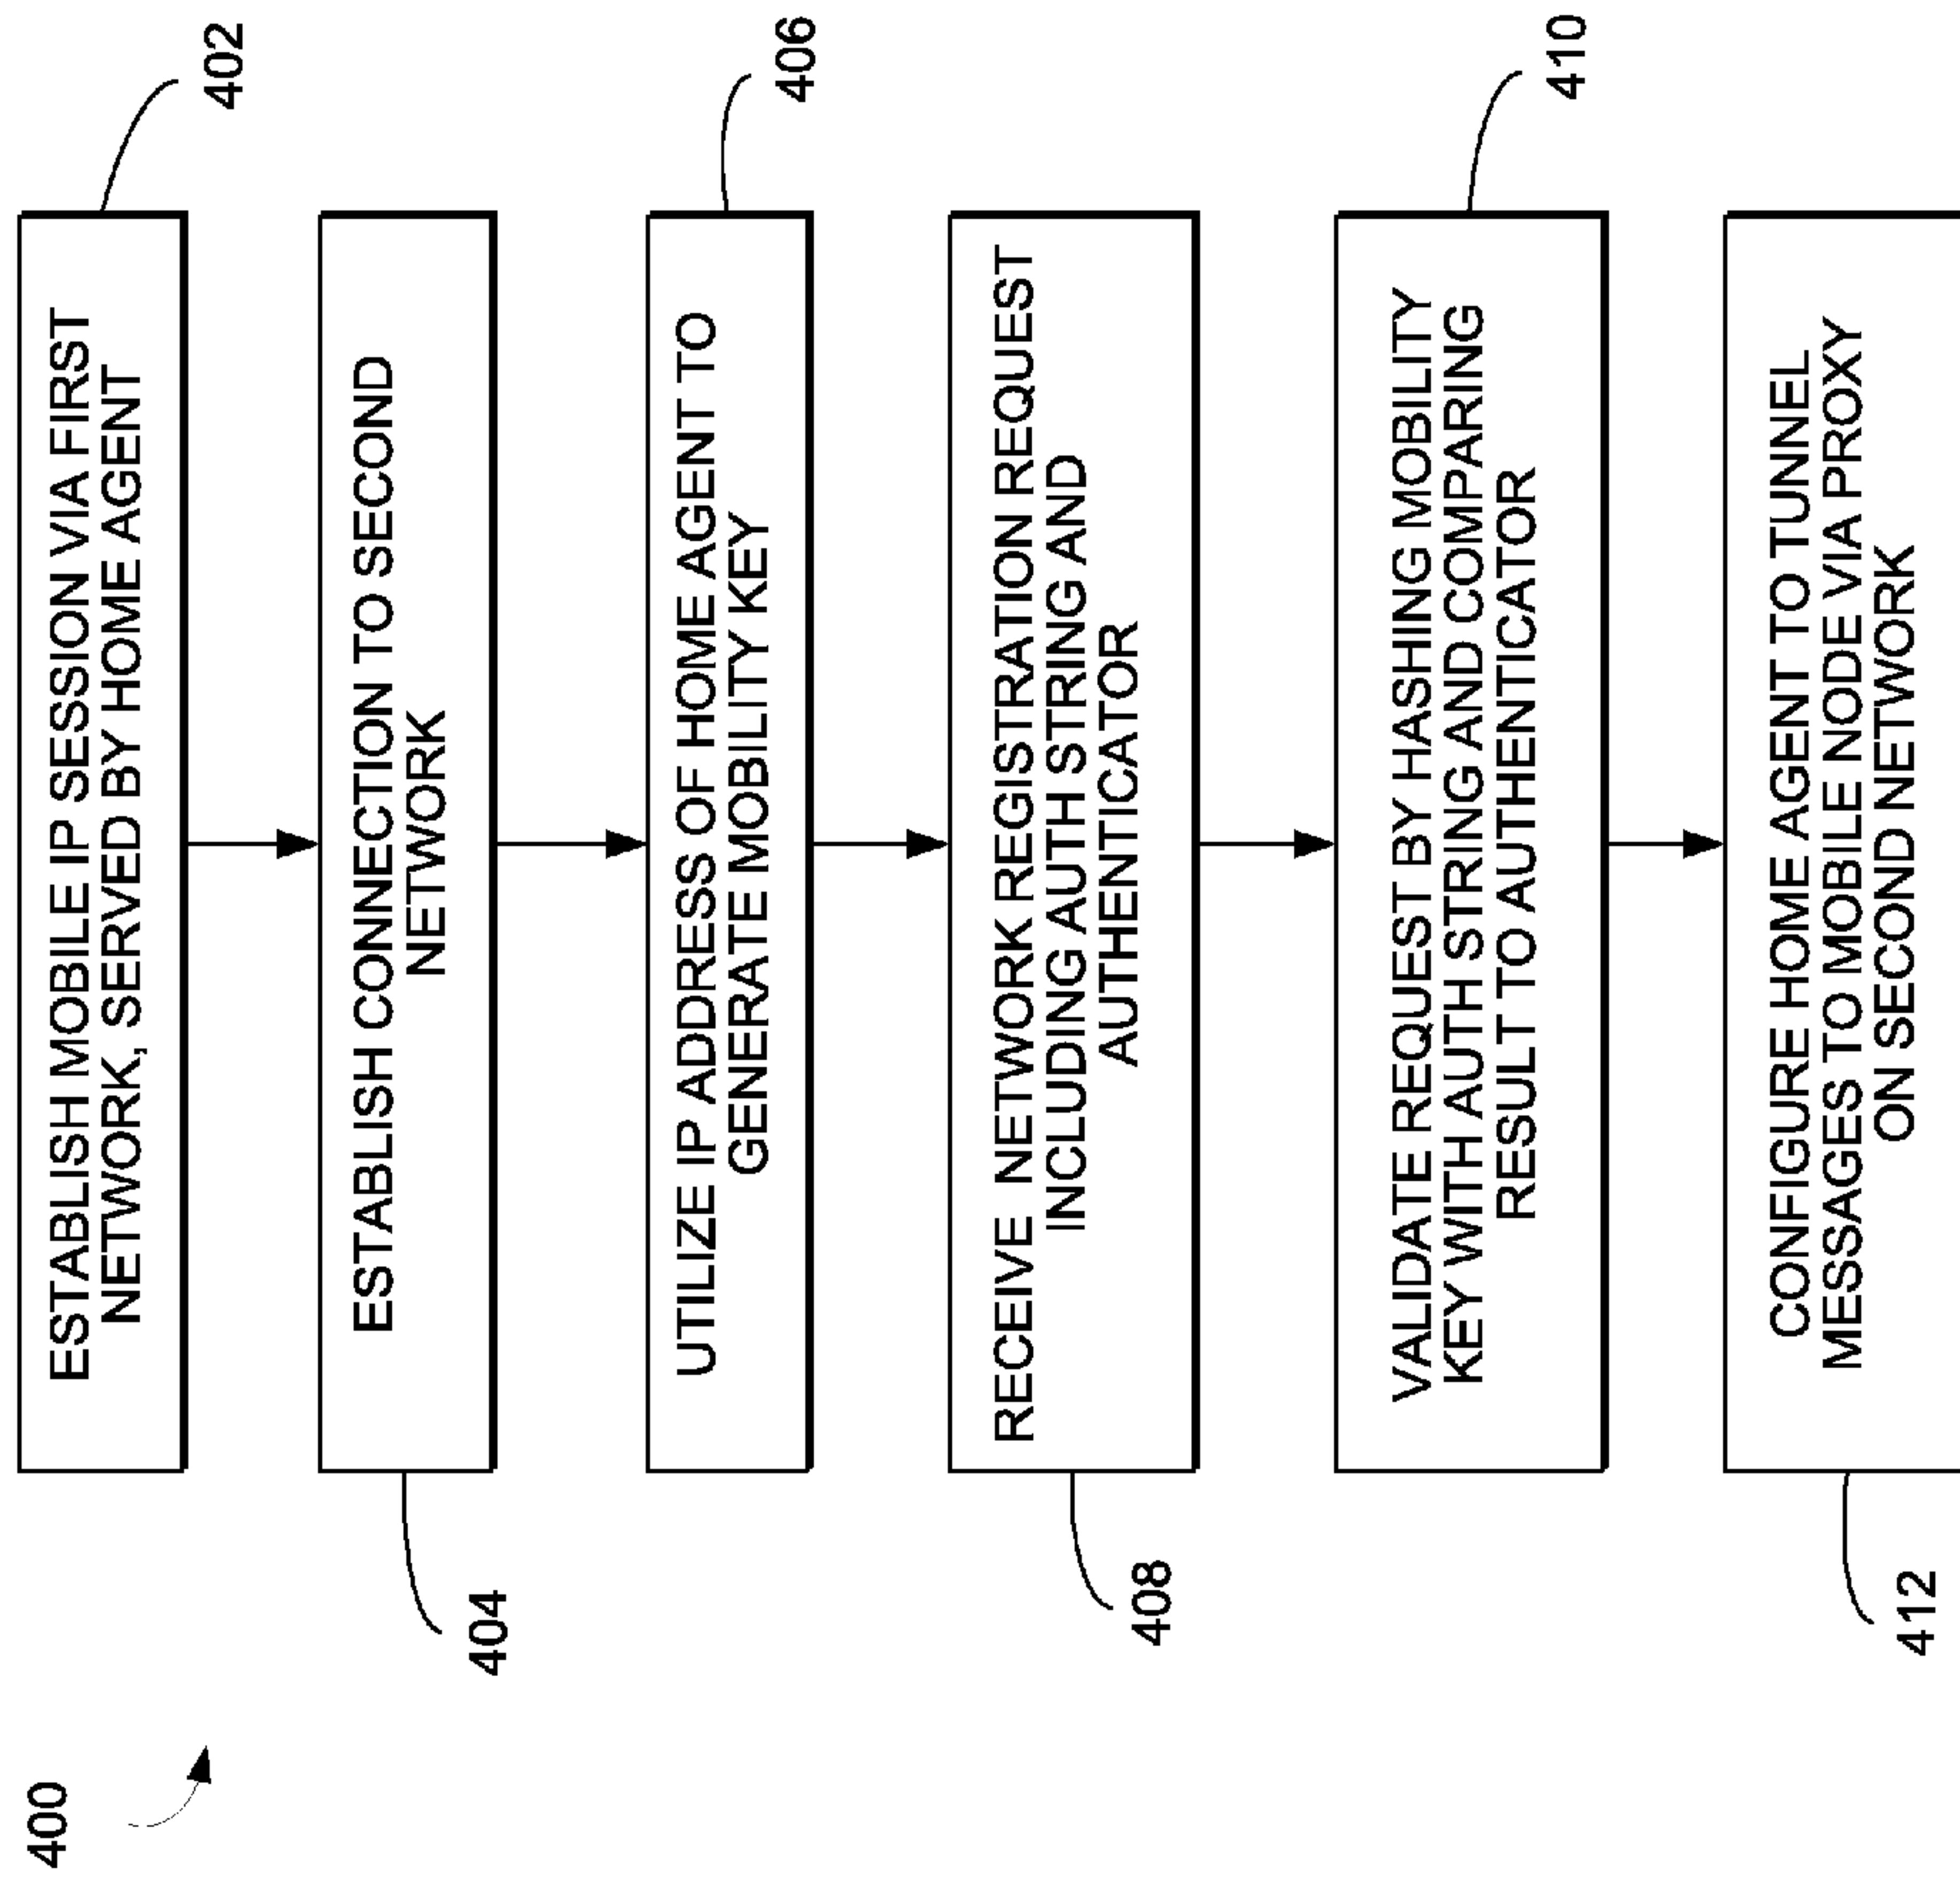 400
ESTABLISH MOBILE IP SESSION VIA FIRST
NETWORK, SERVED BY HOME AGENT
402
ESTABLISH CONNECTION TO SECOND
NETWORK
404
UTILIZE IP ADDRESS OF HOME AGENT TO
GENERATE MOBILITY KEY
406
RECEIVE NETWORK REGISTRATION REQUEST
INCLUDING AUTH STRING AND
AUTHENTICATOR
408
VALIDATE REQUEST BY HASHING MOBILITY
KEY WITH AUTH STRING AND COMPARING
RESULT TO AUTHENTICATOR
410
CONFIGURE HOME AGENT TO TUNNEL
MESSAGES TO MOBILE NODE VIA PROXY
ON SECOND NETWORK
412